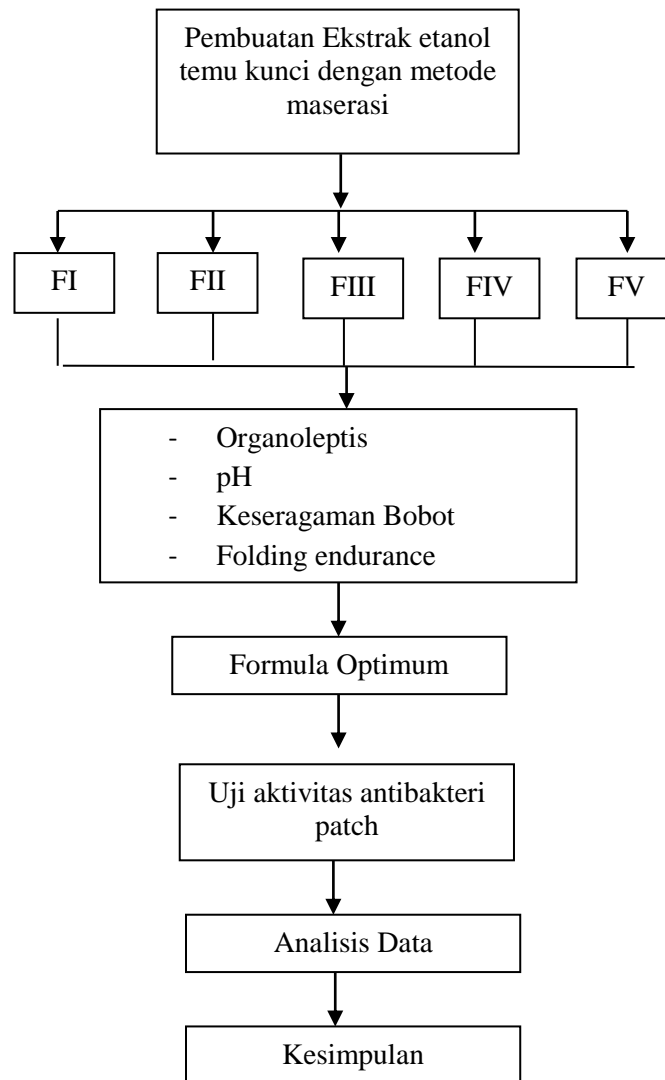 Pembuatan Ekstrak etanol
temu kunci dengan metode
maserasi
FI
FII
FIII
FIV
FV
- Organoleptis
- pH
- Keseragaman Bobot
- Folding endurance
Formula Optimum
Uji aktivitas antibakteri
patch
Analisis Data
Kesimpulan